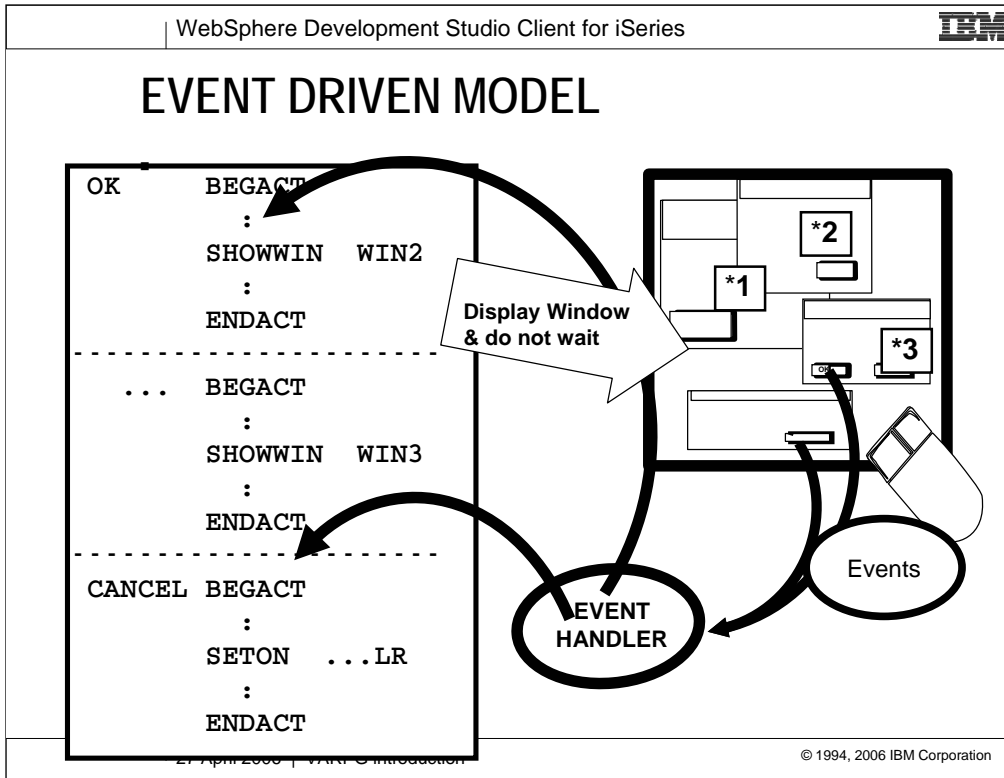 WebSphere Development Studio Client for iSeries
IBM
EVENT DRIVEN MODEL
OK BEGACT
:
SHOWWIN WIN2
:
ENDACT
- - - - - - - - - - - - - - - - - - - - - -
... BEGACT
:
SHOWWIN WIN3
:
ENDACT
- - - - - - - - - - - - - - - - - - - - - -
CANCEL BEGACT
:
SETON ...LR
:
ENDACT
Display Window
& do not wait
*1
*2
*3
OK
Events
EVENT
HANDLER
27 April
© 1994, 2006 IBM Corporation